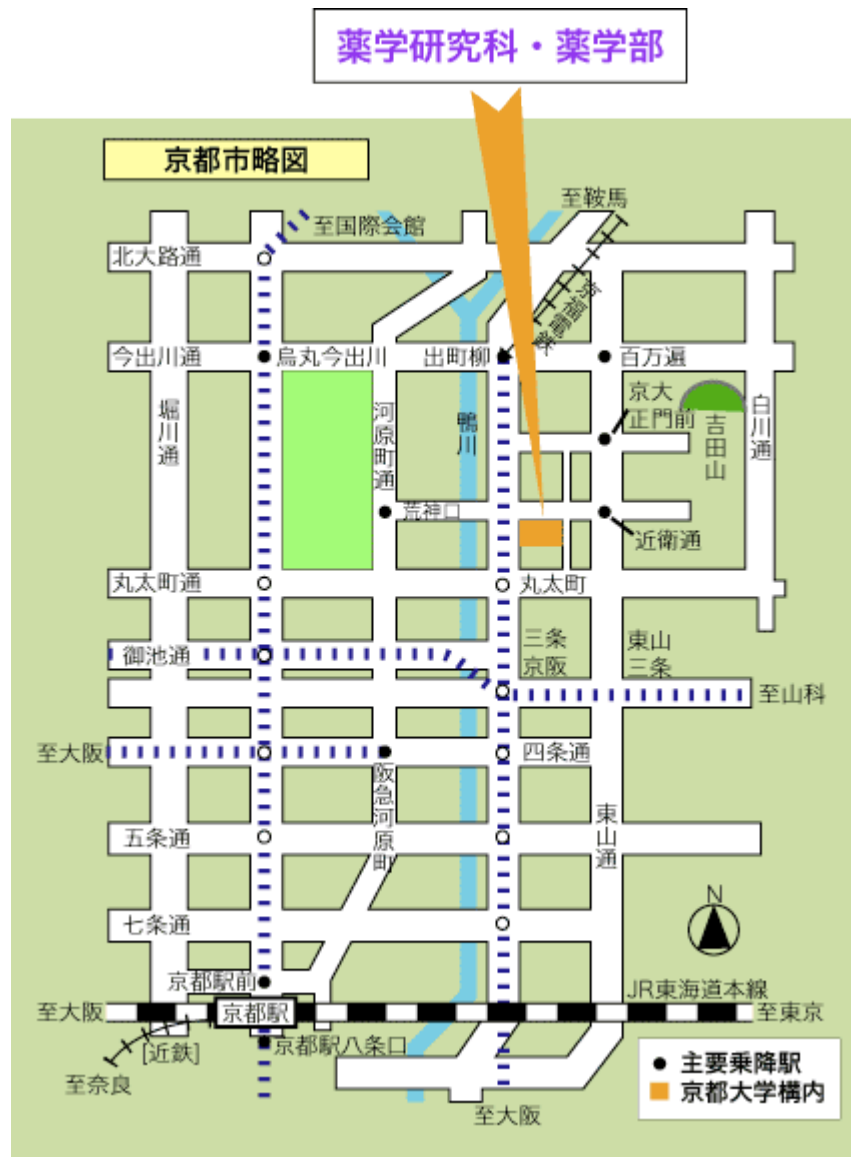 薬学研究科・薬学部
京都市略図
至鞍馬
至国際会館
北大路通
京福電鉄
今出川通
烏丸今出川
出町柳
百万遍
京大
正門前
堀川通
河原町通
鴨川
吉田山
白川通
荒神口
近衛通
丸太町通
丸太町
三条
京阪
東山
三条
御池通
至山科
至大阪
四条通
阪急河原町
五条通
東山通
七条通
N
京都駅前
JR東海道本線
至大阪
京都駅
至東京
[近鉄]
京都駅八条口
至奈良
至大阪
主要乗降駅
京都大学構内